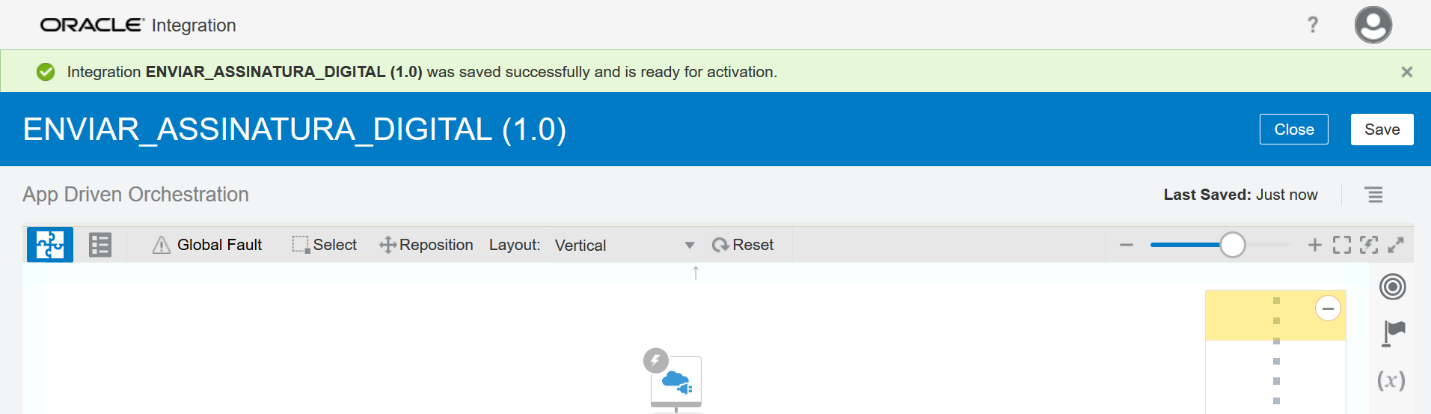 ORACLE Integration
?
Integration ENVIAR_ASSINATURA_DIGITAL (1.0) was saved successfully and is ready for activation.
ENVIAR_ASSINATURA_DIGITAL (1.0)
Close
Save
App Driven Orchestration
Last Saved: Just now
Global Fault
Select
Reposition
Layout:
Vertical
Reset
(x)